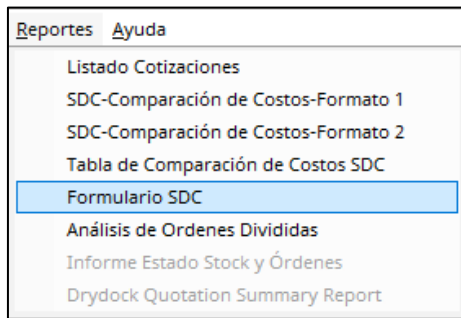 Reportes Ayuda
Listado Cotizaciones
SDC-Comparación de Costos-Formato 1
SDC-Comparación de Costos-Formato 2
Tabla de Comparación de Costos SDC
Formulario SDC
Análisis de Ordenes Divididas
Informe Estado Stock y Órdenes
Drydock Quotation Summary Report